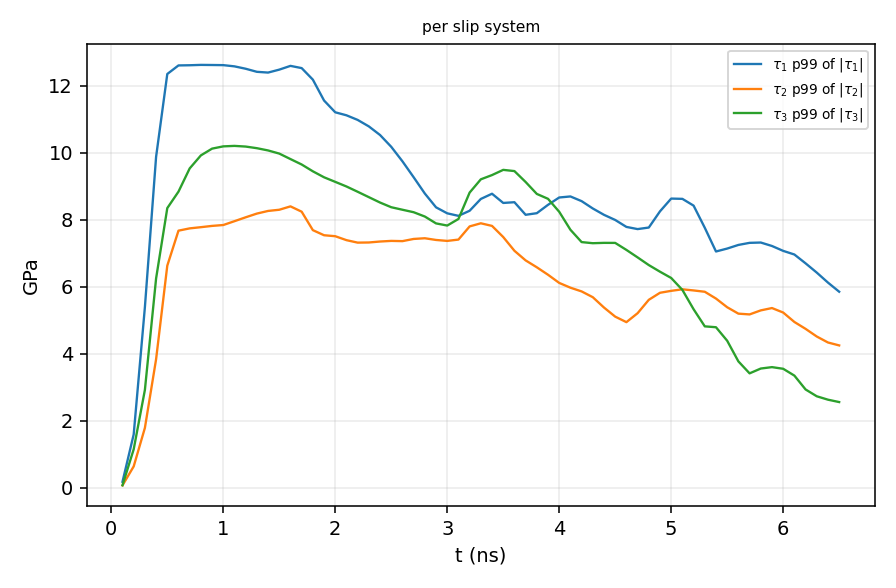 per slip system
τ₁ p99 of |τ₁|
τ₂ p99 of |τ₂|
τ₃ p99 of |τ₃|
12
10
8
6
4
2
0
GPa
0 1 2 3 4 5 6
t (ns)